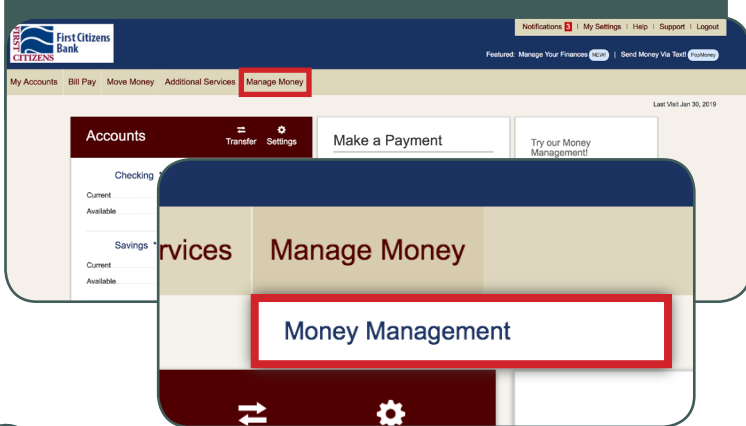 Notifications 3 | My Settings | Help | Support | Logout
FIRST
CITIZENS
First Citizens
Bank
Featured: Manage Your Finances NEW! | Send Money Via Text! PopMoney
My Accounts Bill Pay Move Money Additional Services Manage Money
Last Visit Jan 30, 2019
Accounts
Transfer Settings
Checking *
Current
Available
Savings *
Current
Available
Make a Payment
Try our Money
Management!
rvices Manage Money
Money Management